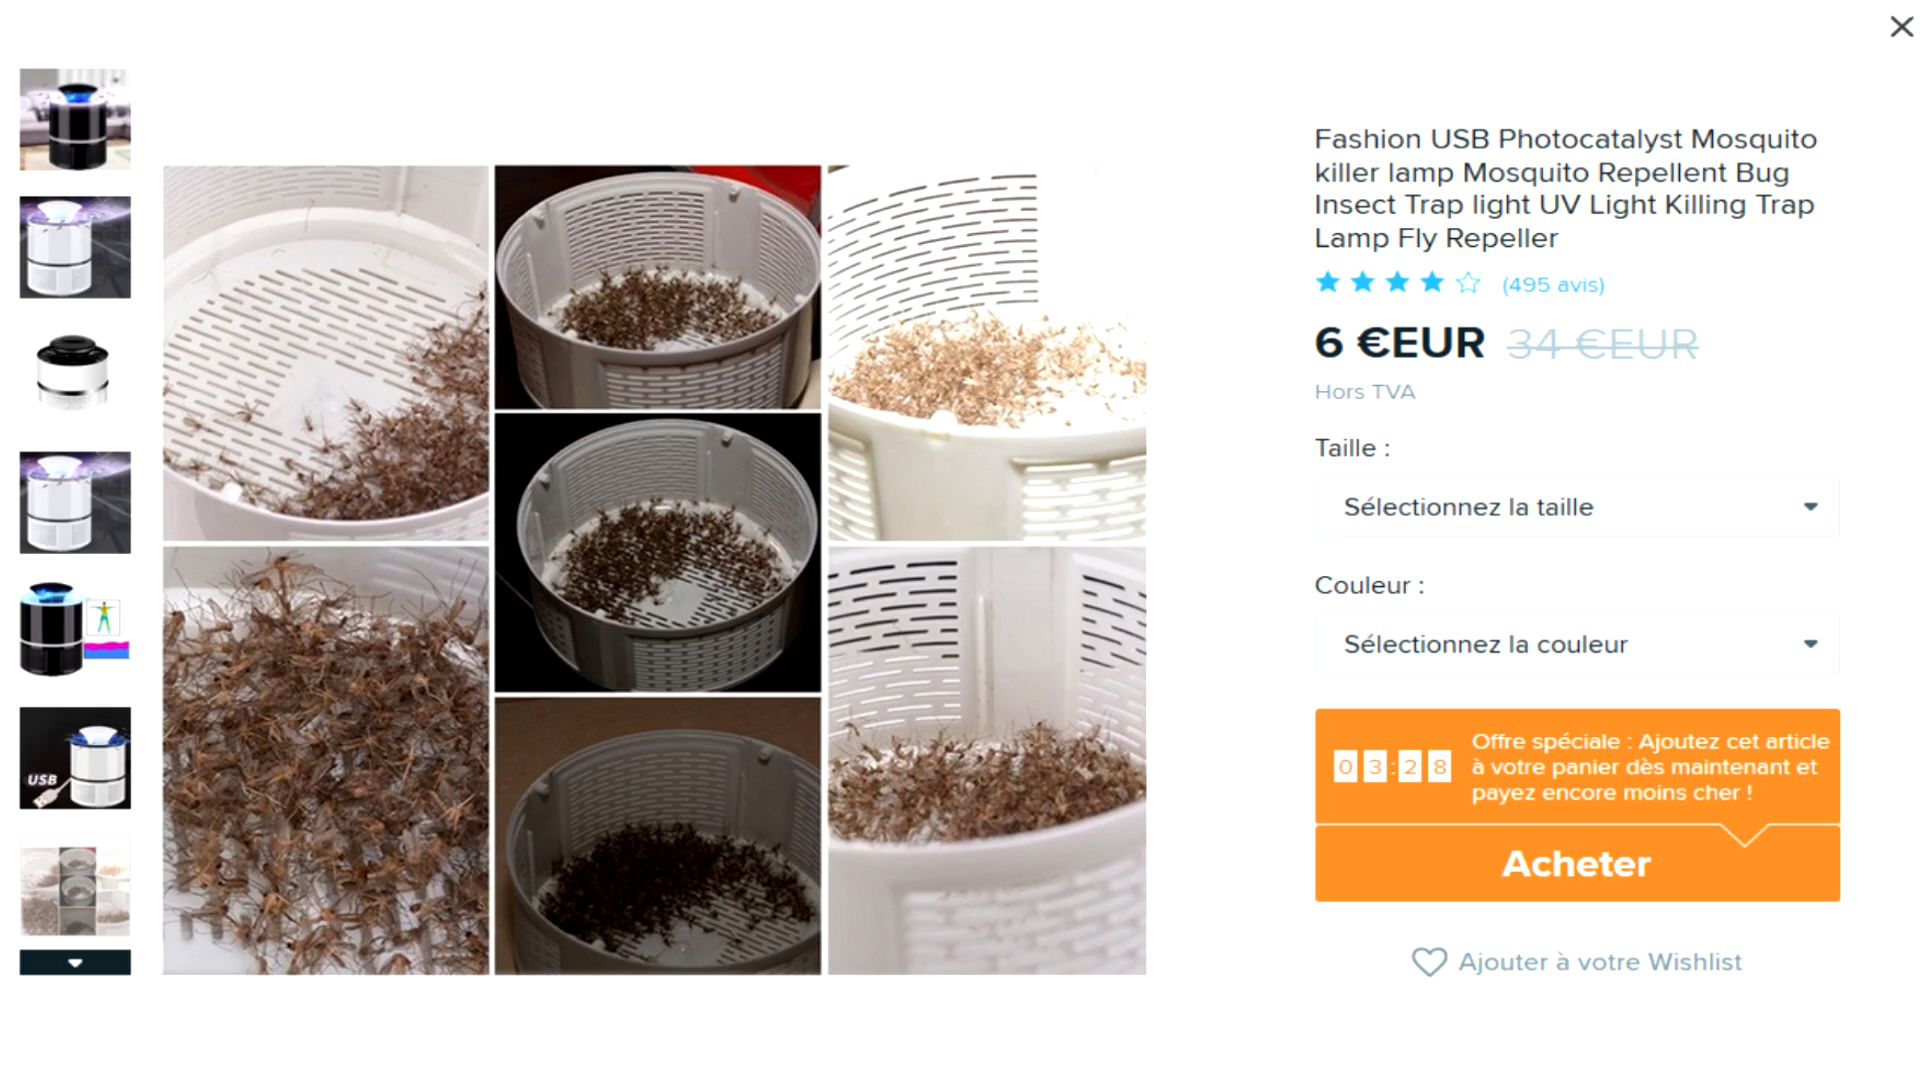 USB
Fashion USB Photocatalyst Mosquito
killer lamp Mosquito Repellent Bug
Insect Trap light UV Light Killing Trap
Lamp Fly Repeller
(495 avis)
6 €EUR 34 €EUR
Hors TVA
Taille :
Sélectionnez la taille
Couleur :
Sélectionnez la couleur
03:28
Offre spéciale : Ajoutez cet article
à votre panier dès maintenant et
payez encore moins cher !
Acheter
Ajouter à votre Wishlist